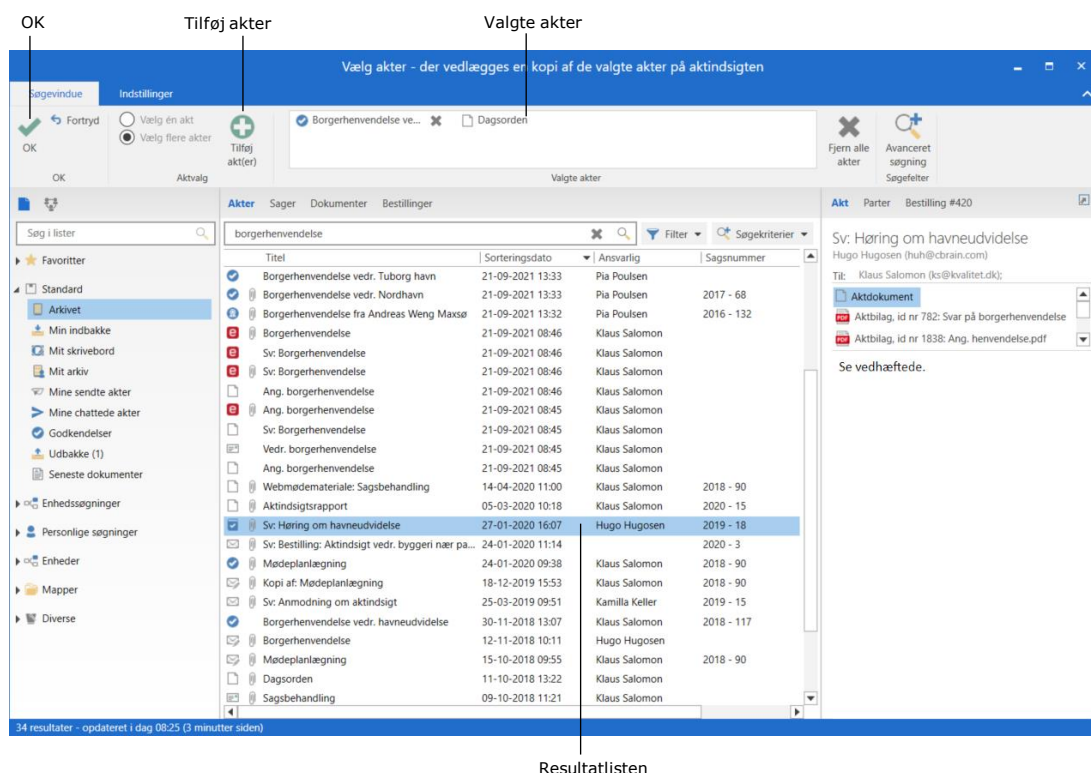 OK
Tilføj akter
Valgte akter
Vælg akter - der vedlægges en kopi af de valgte akter på aktindsigten
Søgevindue
Indstillinger
OK
Fortryd
OK
Vælg én akt
Vælg flere akter
Aktvalg
Tilføj
akt(er)
Borgerhenvendelse ve...
Dagsorden
Valgte akter
Fjern alle
akter
Avanceret
søgning
Søgefelter
Søg i lister
Favoritter
Standard
Arkivet
Min indbakke
Mit skrivebord
Mit arkiv
Mine sendte akter
Mine chattede akter
Godkendelser
Udbakke (1)
Seneste dokumenter
Enhedssøgninger
Personlige søgninger
Enheder
Mapper
Diverse
Akter Sager Dokumenter Bestillinger
borgerhenvendelse
Filter
Søgekriterier
Titel Sorteringsdato Ansvarlig Sagsnummer
Borgerhenvendelse vedr. Tuborg havn 21-09-2021 13:33 Pia Poulsen
Borgerhenvendelse vedr. Nordhavn 21-09-2021 13:33 Pia Poulsen 2017 - 68
Borgerhenvendelse fra Andreas Weng Maxsø 21-09-2021 13:32 Pia Poulsen 2016 - 132
Borgerhenvendelse 21-09-2021 08:46 Klaus Salomon
Sv: Borgerhenvendelse 21-09-2021 08:46 Klaus Salomon
Sv: Borgerhenvendelse 21-09-2021 08:46 Klaus Salomon
Ang. borgerhenvendelse 21-09-2021 08:46 Klaus Salomon
Ang. borgerhenvendelse 21-09-2021 08:45 Klaus Salomon
Sv: Borgerhenvendelse 21-09-2021 08:45 Klaus Salomon
Vedr. borgerhenvendelse 21-09-2021 08:45 Klaus Salomon
Ang. borgerhenvendelse 21-09-2021 08:45 Klaus Salomon
Webmødemateriale: Sagsbehandling 14-04-2020 11:00 Klaus Salomon 2018 - 90
Aktindsigtsrapport 05-03-2020 10:18 Klaus Salomon 2020 - 15
Sv: Høring om havneudvidelse 27-01-2020 16:07 Hugo Hugosen 2019 - 18
Sv: Bestilling: Aktindsigt vedr. byggeri nær pa... 24-01-2020 11:14 2020 - 3
Mødeplanlægning 24-01-2020 09:38 Klaus Salomon 2018 - 90
Kopi af: Mødeplanlægning 18-12-2019 15:53 Klaus Salomon 2018 - 90
Sv: Anmodning om aktindsigt 25-03-2019 09:51 Kamilla Keller 2019 - 15
Borgerhenvendelse vedr. havneudvidelse 30-11-2018 13:07 Klaus Salomon 2018 - 117
Borgerhenvendelse 12-11-2018 10:11 Hugo Hugosen
Mødeplanlægning 15-10-2018 09:55 Klaus Salomon 2018 - 90
Dagsorden 11-10-2018 13:22 Klaus Salomon
Sagsbehandling 09-10-2018 11:21 Klaus Salomon
Akt Parter Bestilling #420
Sv: Høring om havneudvidelse
Hugo Hugosen (huh@cbrain.com)
Til: Klaus Salomon (ks@kvalitet.dk);
Aktdokument
PDF Aktbilag, id nr 782: Svar på borgerhenvendelse
PDF Aktbilag, id nr 1838: Ang. henvendelse.pdf
Se vedhæftede.
34 resultater - opdateret i dag 08:25 (3 minutter siden)
Resultatlisten